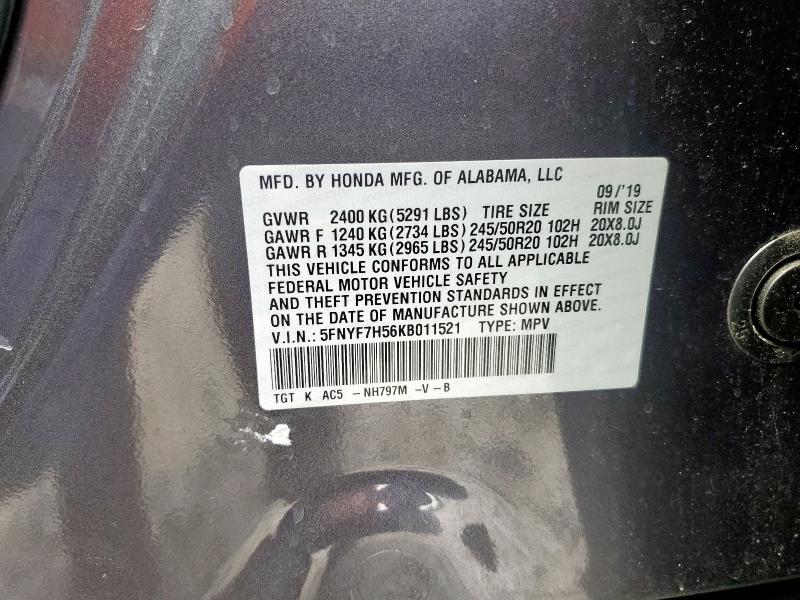 MFD. BY HONDA MFG. OF ALABAMA, LLC
09/'19
GVWR 2400 KG (5291 LBS) TIRE SIZE RIM SIZE
GAWR F 1240 KG (2734 LBS) 245/50R20 102H 20X8.0J
GAWR R 1345 KG (2965 LBS) 245/50R20 102H 20X8.0J
THIS VEHICLE CONFORMS TO ALL APPLICABLE
FEDERAL MOTOR VEHICLE SAFETY
AND THEFT PREVENTION STANDARDS IN EFFECT
ON THE DATE OF MANUFACTURE SHOWN ABOVE.
V.I.N.: 5FNYF7H56KB011521 TYPE: MPV
TGT K AC5 -NH797M -V-B